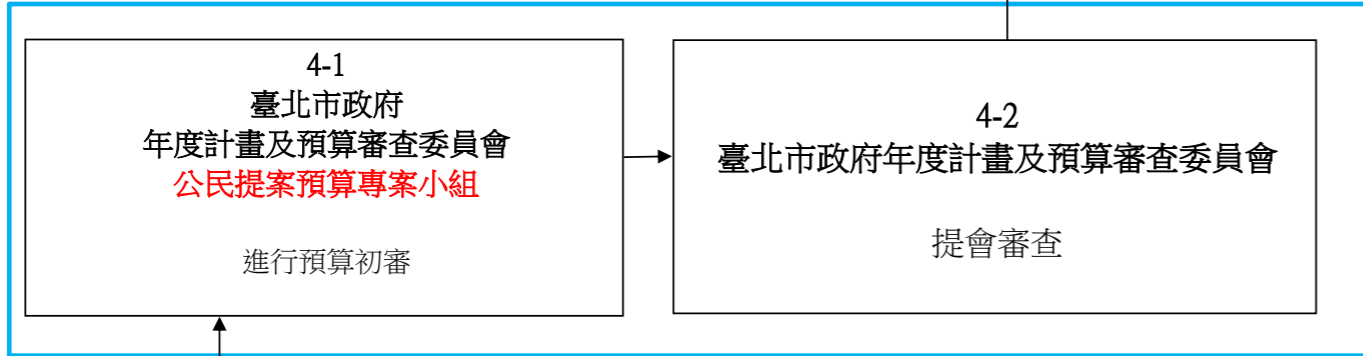 4-1
臺北市政府
年度計畫及預算審查委員會
公民提案預算專案小組
進行預算初審
4-2
臺北市政府年度計畫及預算審查委員會
提會審查